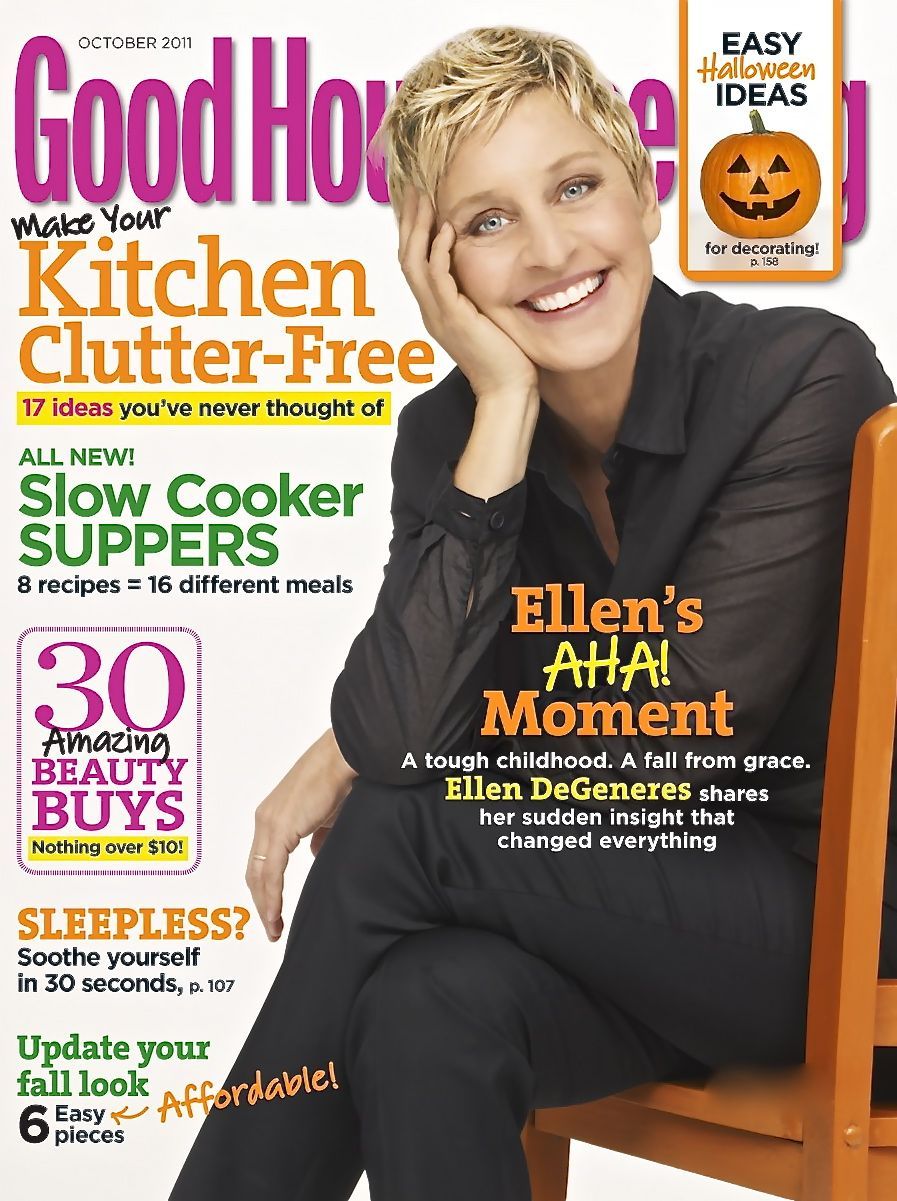 OCTOBER 2011
Good Housekeeping
EASY
Halloween
IDEAS
for decorating!
p. 158
Make Your
Kitchen
Clutter-Free
17 ideas you've never thought of
ALL NEW!
Slow Cooker
SUPPERS
8 recipes = 16 different meals
Ellen's
AHA!
Moment
A tough childhood. A fall from grace.
Ellen DeGeneres shares
her sudden insight that
changed everything
30
Amazing
BEAUTY
BUYS
Nothing over $10!
SLEEPLESS?
Soothe yourself
in 30 seconds, p. 107
Update your
fall look
6 Easy
pieces
Affordable!